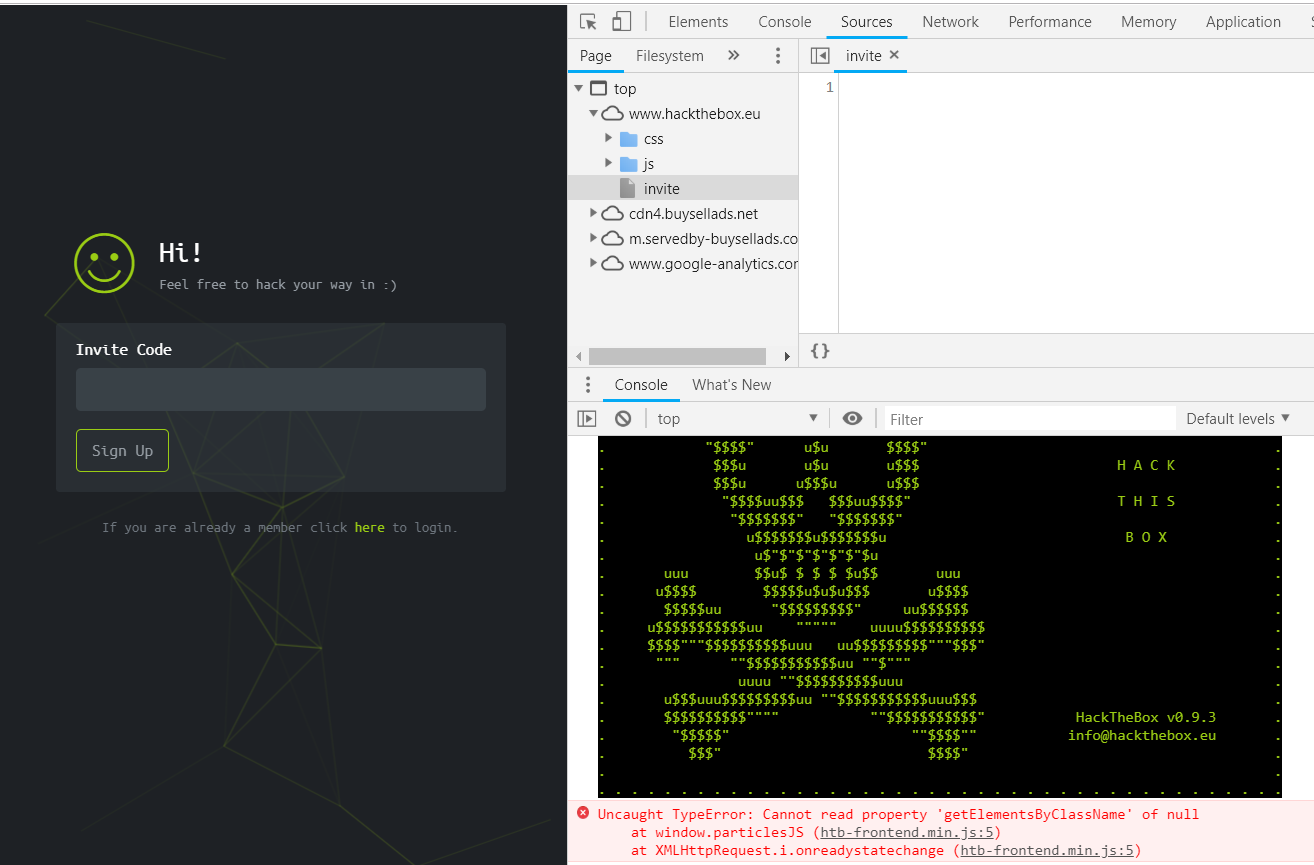 Hi!
Feel free to hack your way in :)
Invite Code
Sign Up
If you are already a member click here to login.
Elements Console Sources Network Performance Memory Application
Page Filesystem
invite
top
www.hackthebox.eu
css
js
invite
cdn4.buysellads.net
m.servedby-buysellads.co
www.google-analytics.cor
1
{}
Console What's New
top Filter Default levels
. "$$$$" u$u $$$$" .
. $$$u u$u u$$$ H A C K .
. $$$u u$$$u u$$$ .
. "$$$$uu$$$ $$$uu$$$$" T H I S .
. "$$$$$$$" "$$$$$$$" .
. u$$$$$$$u$$$$$$$u B O X .
. u$"$"$"$"$"$"$u .
. uuu $$u$ $ $ $ $u$$ uuu .
. u$$$$ $$$$$u$u$u$$$ u$$$$ .
. $$$$$uu "$$$$$$$$$" uu$$$$$$ .
. u$$$$$$$$$$$uu """"" uuuu$$$$$$$$$$ .
. $$$$"""$$$$$$$$$$uuu uu$$$$$$$$$"""$$$" .
. """ ""$$$$$$$$$$$uu ""$""" .
. uuuu ""$$$$$$$$$$uuu .
. u$$$uuu$$$$$$$$$uu ""$$$$$$$$$$$uuu$$$ .
. $$$$$$$$$$"""" ""$$$$$$$$$$$" HackTheBox v0.9.3 .
. "$$$$$" ""$$$$"" info@hackthebox.eu .
. $$$" $$$$" .
. .
. . . . . . . . . . . . . . . . . . . . . . . . . . . . . . . . . . . . . . . . . .
Uncaught TypeError: Cannot read property 'getElementsByClassName' of null
at window.particlesJS (htb-frontend.min.js:5)
at XMLHttpRequest.i.onreadystatechange (htb-frontend.min.js:5)